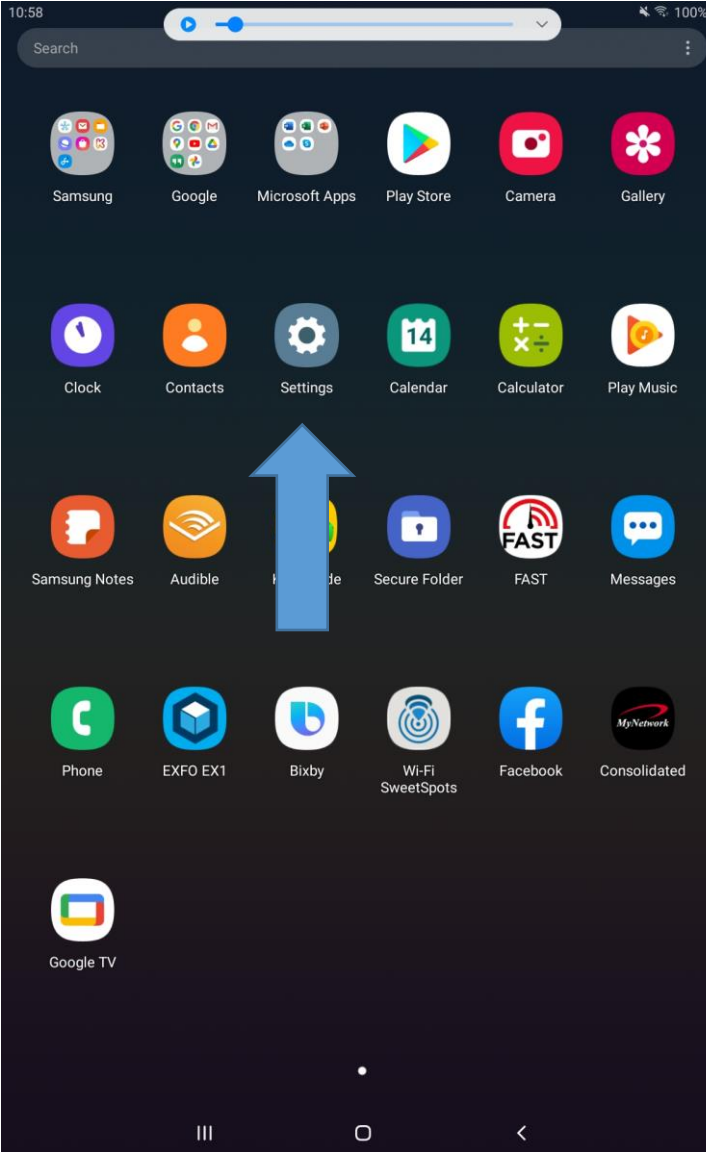 10:58
100%
Search
Samsung
Google
Microsoft Apps
Play Store
Camera
Gallery
14
Clock
Contacts
Settings
Calendar
Calculator
Play Music
FAST
Samsung Notes
Audible
Secure Folder
FAST
Messages
MyNetwork
Phone
EXFO EX1
Bixby
Wi-Fi
SweetSpots
Facebook
Consolidated
Google TV